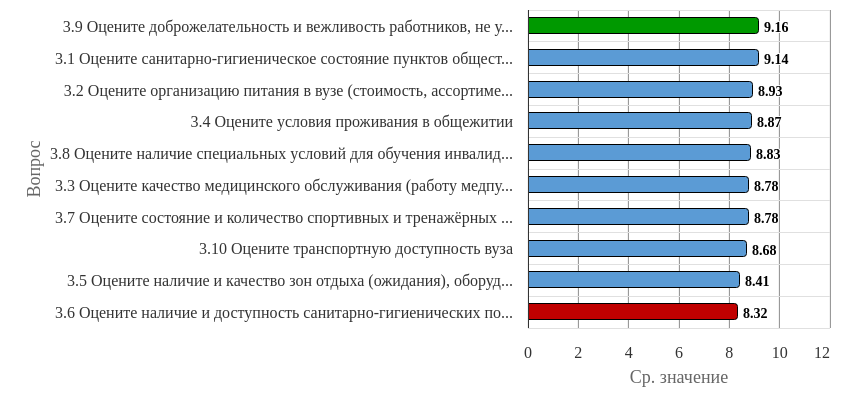 3.9 Оцените доброжелательность и вежливость работников, не у... 9.16
3.1 Оцените санитарно-гигиеническое состояние пунктов общест... 9.14
3.2 Оцените организацию питания в вузе (стоимость, ассортиме... 8.93
3.4 Оцените условия проживания в общежитии 8.87
3.8 Оцените наличие специальных условий для обучения инвалид... 8.83
3.3 Оцените качество медицинского обслуживания (работу медпу... 8.78
3.7 Оцените состояние и количество спортивных и тренажёрных ... 8.78
3.10 Оцените транспортную доступность вуза 8.68
3.5 Оцените наличие и качество зон отдыха (ожидания), оборуд... 8.41
3.6 Оцените наличие и доступность санитарно-гигиенических по... 8.32
Вопрос
0 2 4 6 8 10 12
Ср. значение